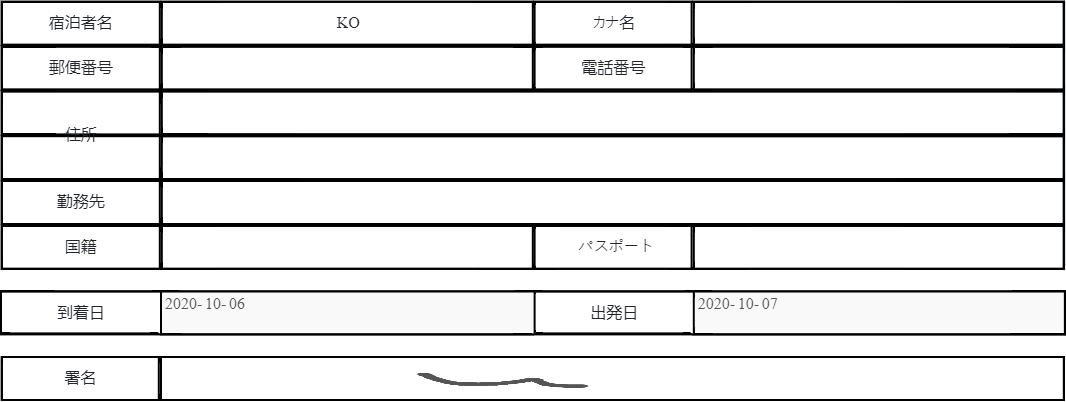 宿泊者名 KO カナ名
郵便番号 電話番号
住所
勤務先
国籍 パスポート
到着日 2020-10-06 出発日 2020-10-07
署名